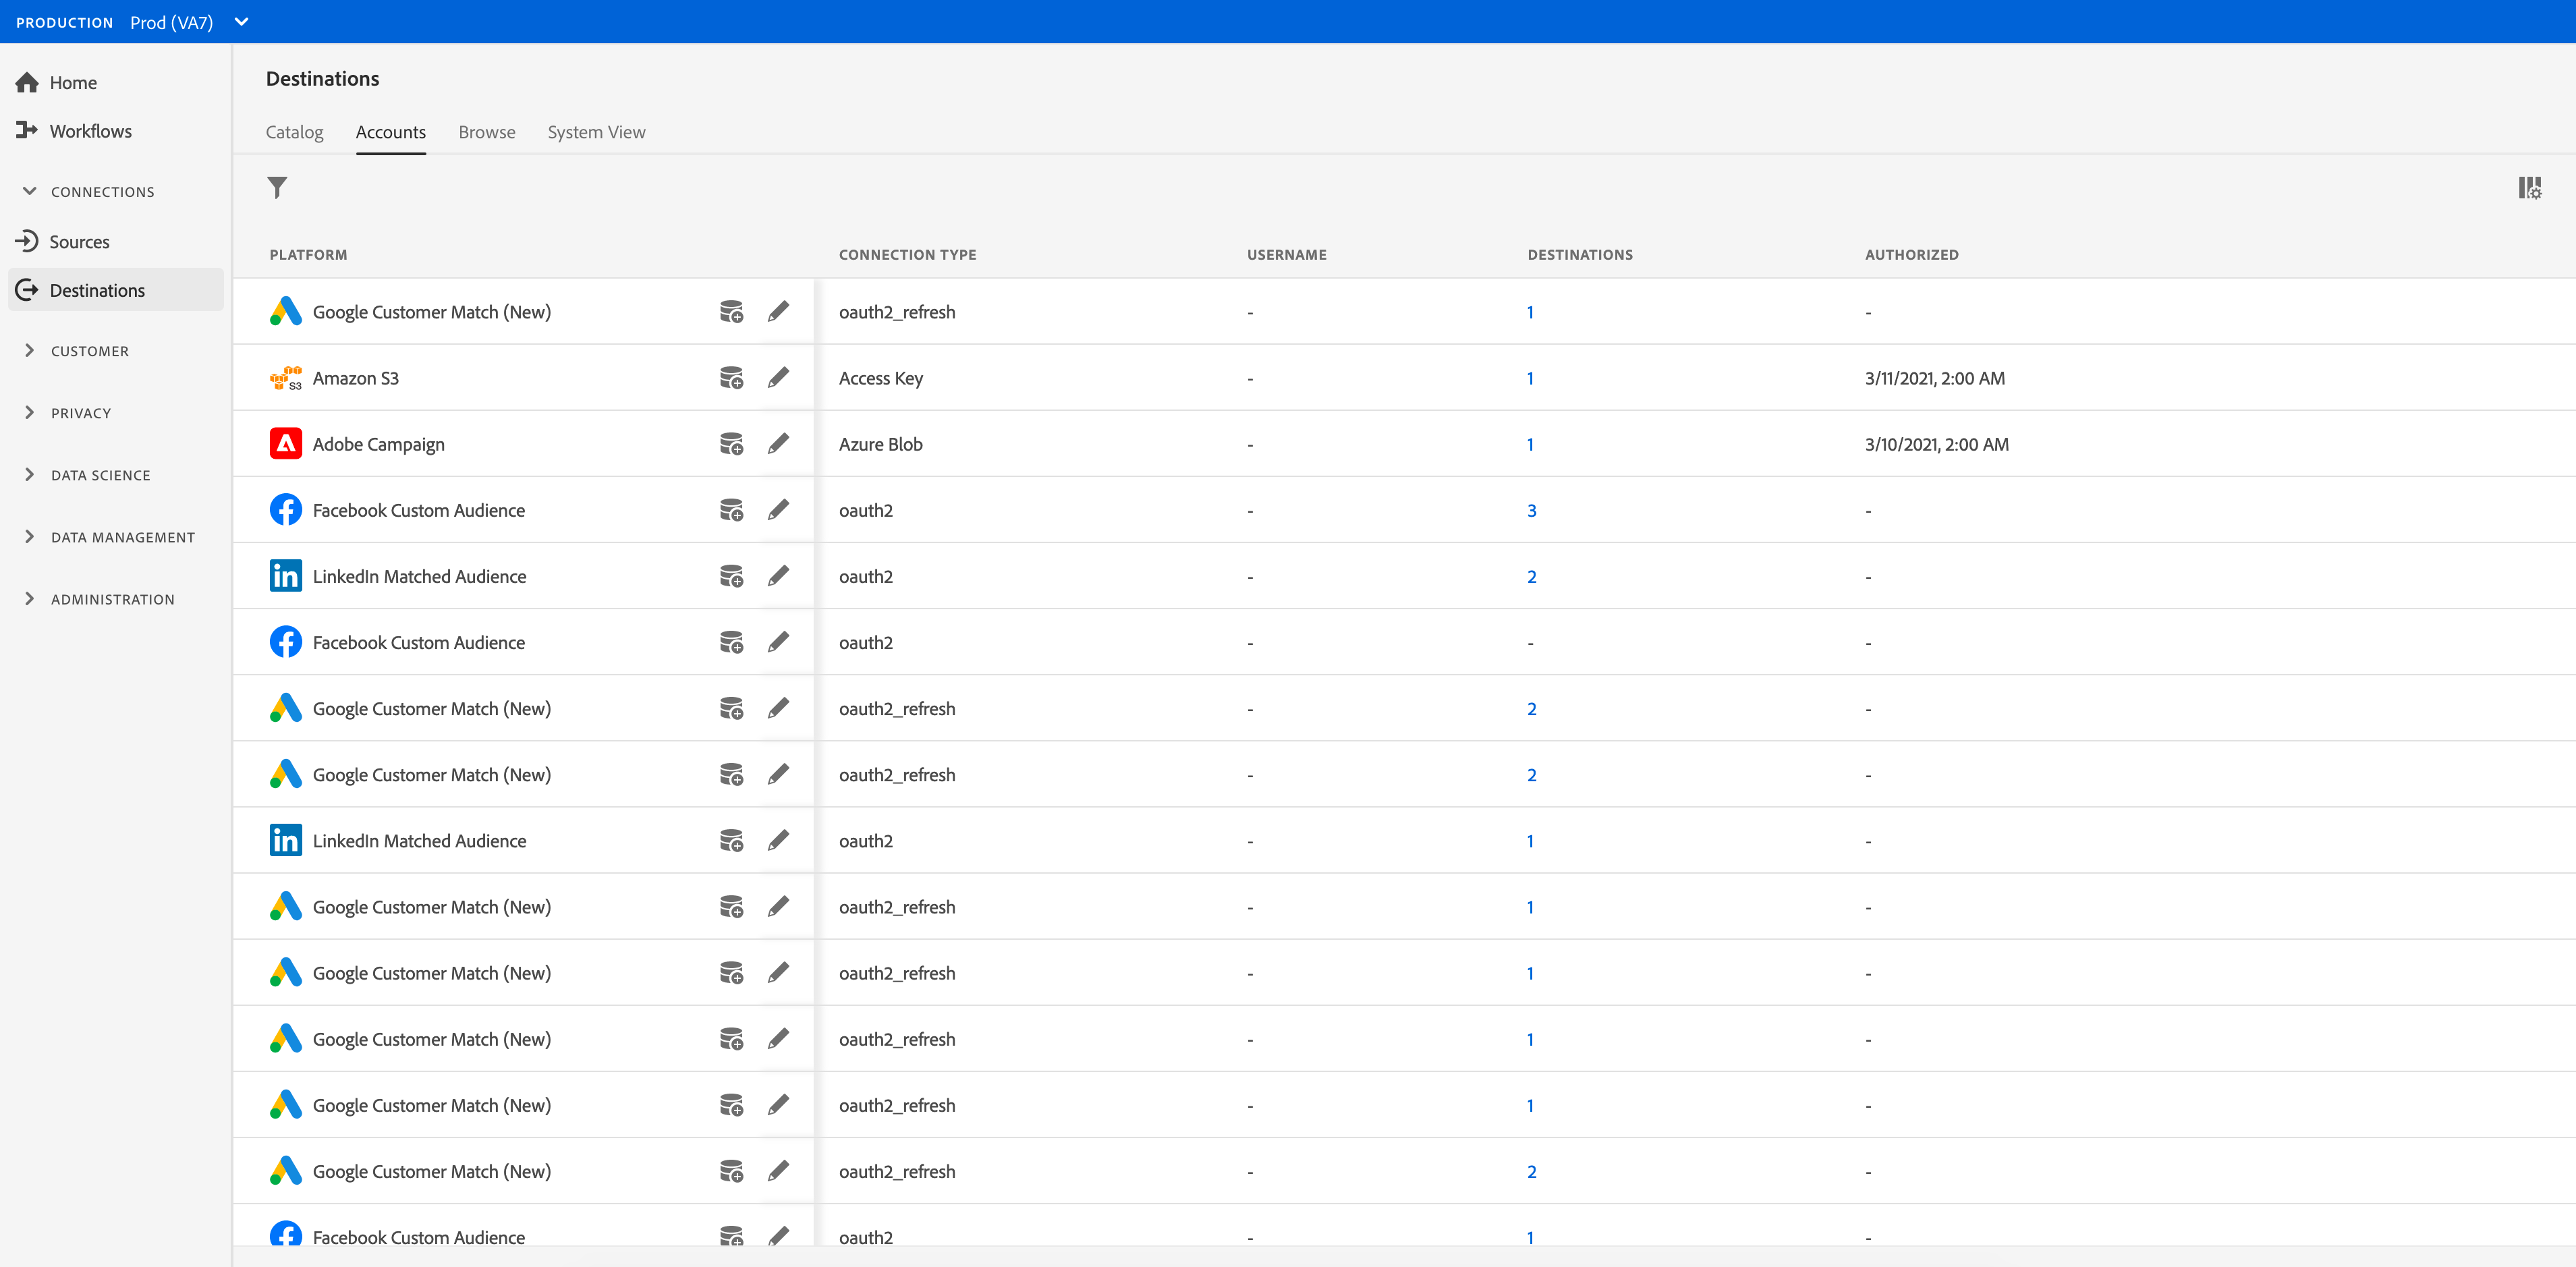 PRODUCTION Prod (VA7)
Home
Workflows
CONNECTIONS
Sources
Destinations
CUSTOMER
PRIVACY
DATA SCIENCE
DATA MANAGEMENT
ADMINISTRATION
Destinations
Catalog Accounts Browse System View
PLATFORM CONNECTION TYPE USERNAME DESTINATIONS AUTHORIZED
Google Customer Match (New) oauth2_refresh - 1 -
S3 Amazon S3 Access Key - 1 3/11/2021, 2:00 AM
Adobe Campaign Azure Blob - 1 3/10/2021, 2:00 AM
Facebook Custom Audience oauth2 - 3 -
in LinkedIn Matched Audience oauth2 - 2 -
Facebook Custom Audience oauth2 - - -
Google Customer Match (New) oauth2_refresh - 2 -
Google Customer Match (New) oauth2_refresh - 2 -
in LinkedIn Matched Audience oauth2 - 1 -
Google Customer Match (New) oauth2_refresh - 1 -
Google Customer Match (New) oauth2_refresh - 1 -
Google Customer Match (New) oauth2_refresh - 1 -
Google Customer Match (New) oauth2_refresh - 1 -
Google Customer Match (New) oauth2_refresh - 2 -
Facebook Custom Audience oauth2 - 1 -